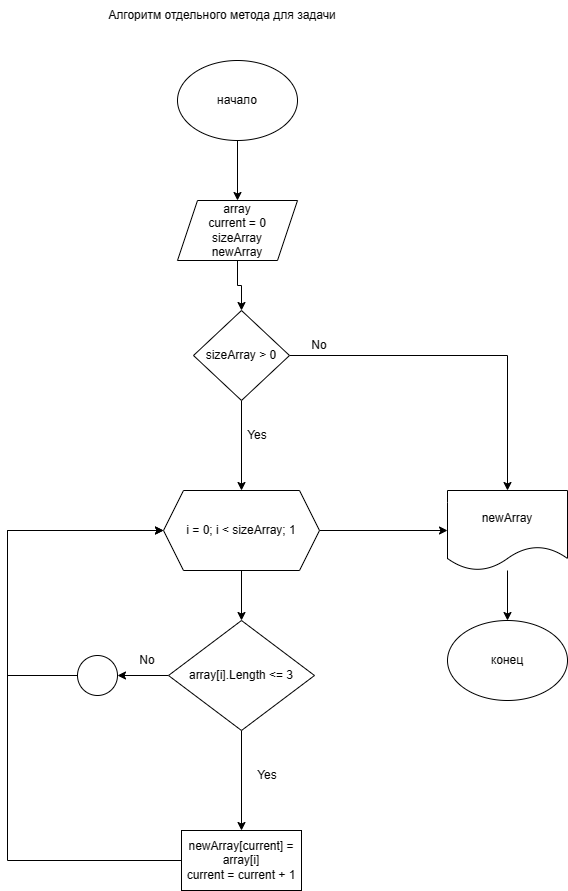 Алгоритм отдельного метода для задачи
начало
array
current = 0
sizeArray
newArray
sizeArray > 0
No
Yes
i = 0; i < sizeArray; 1
newArray
array[i].Length <= 3
No
конец
Yes
newArray[current] =
array[i]
current = current + 1